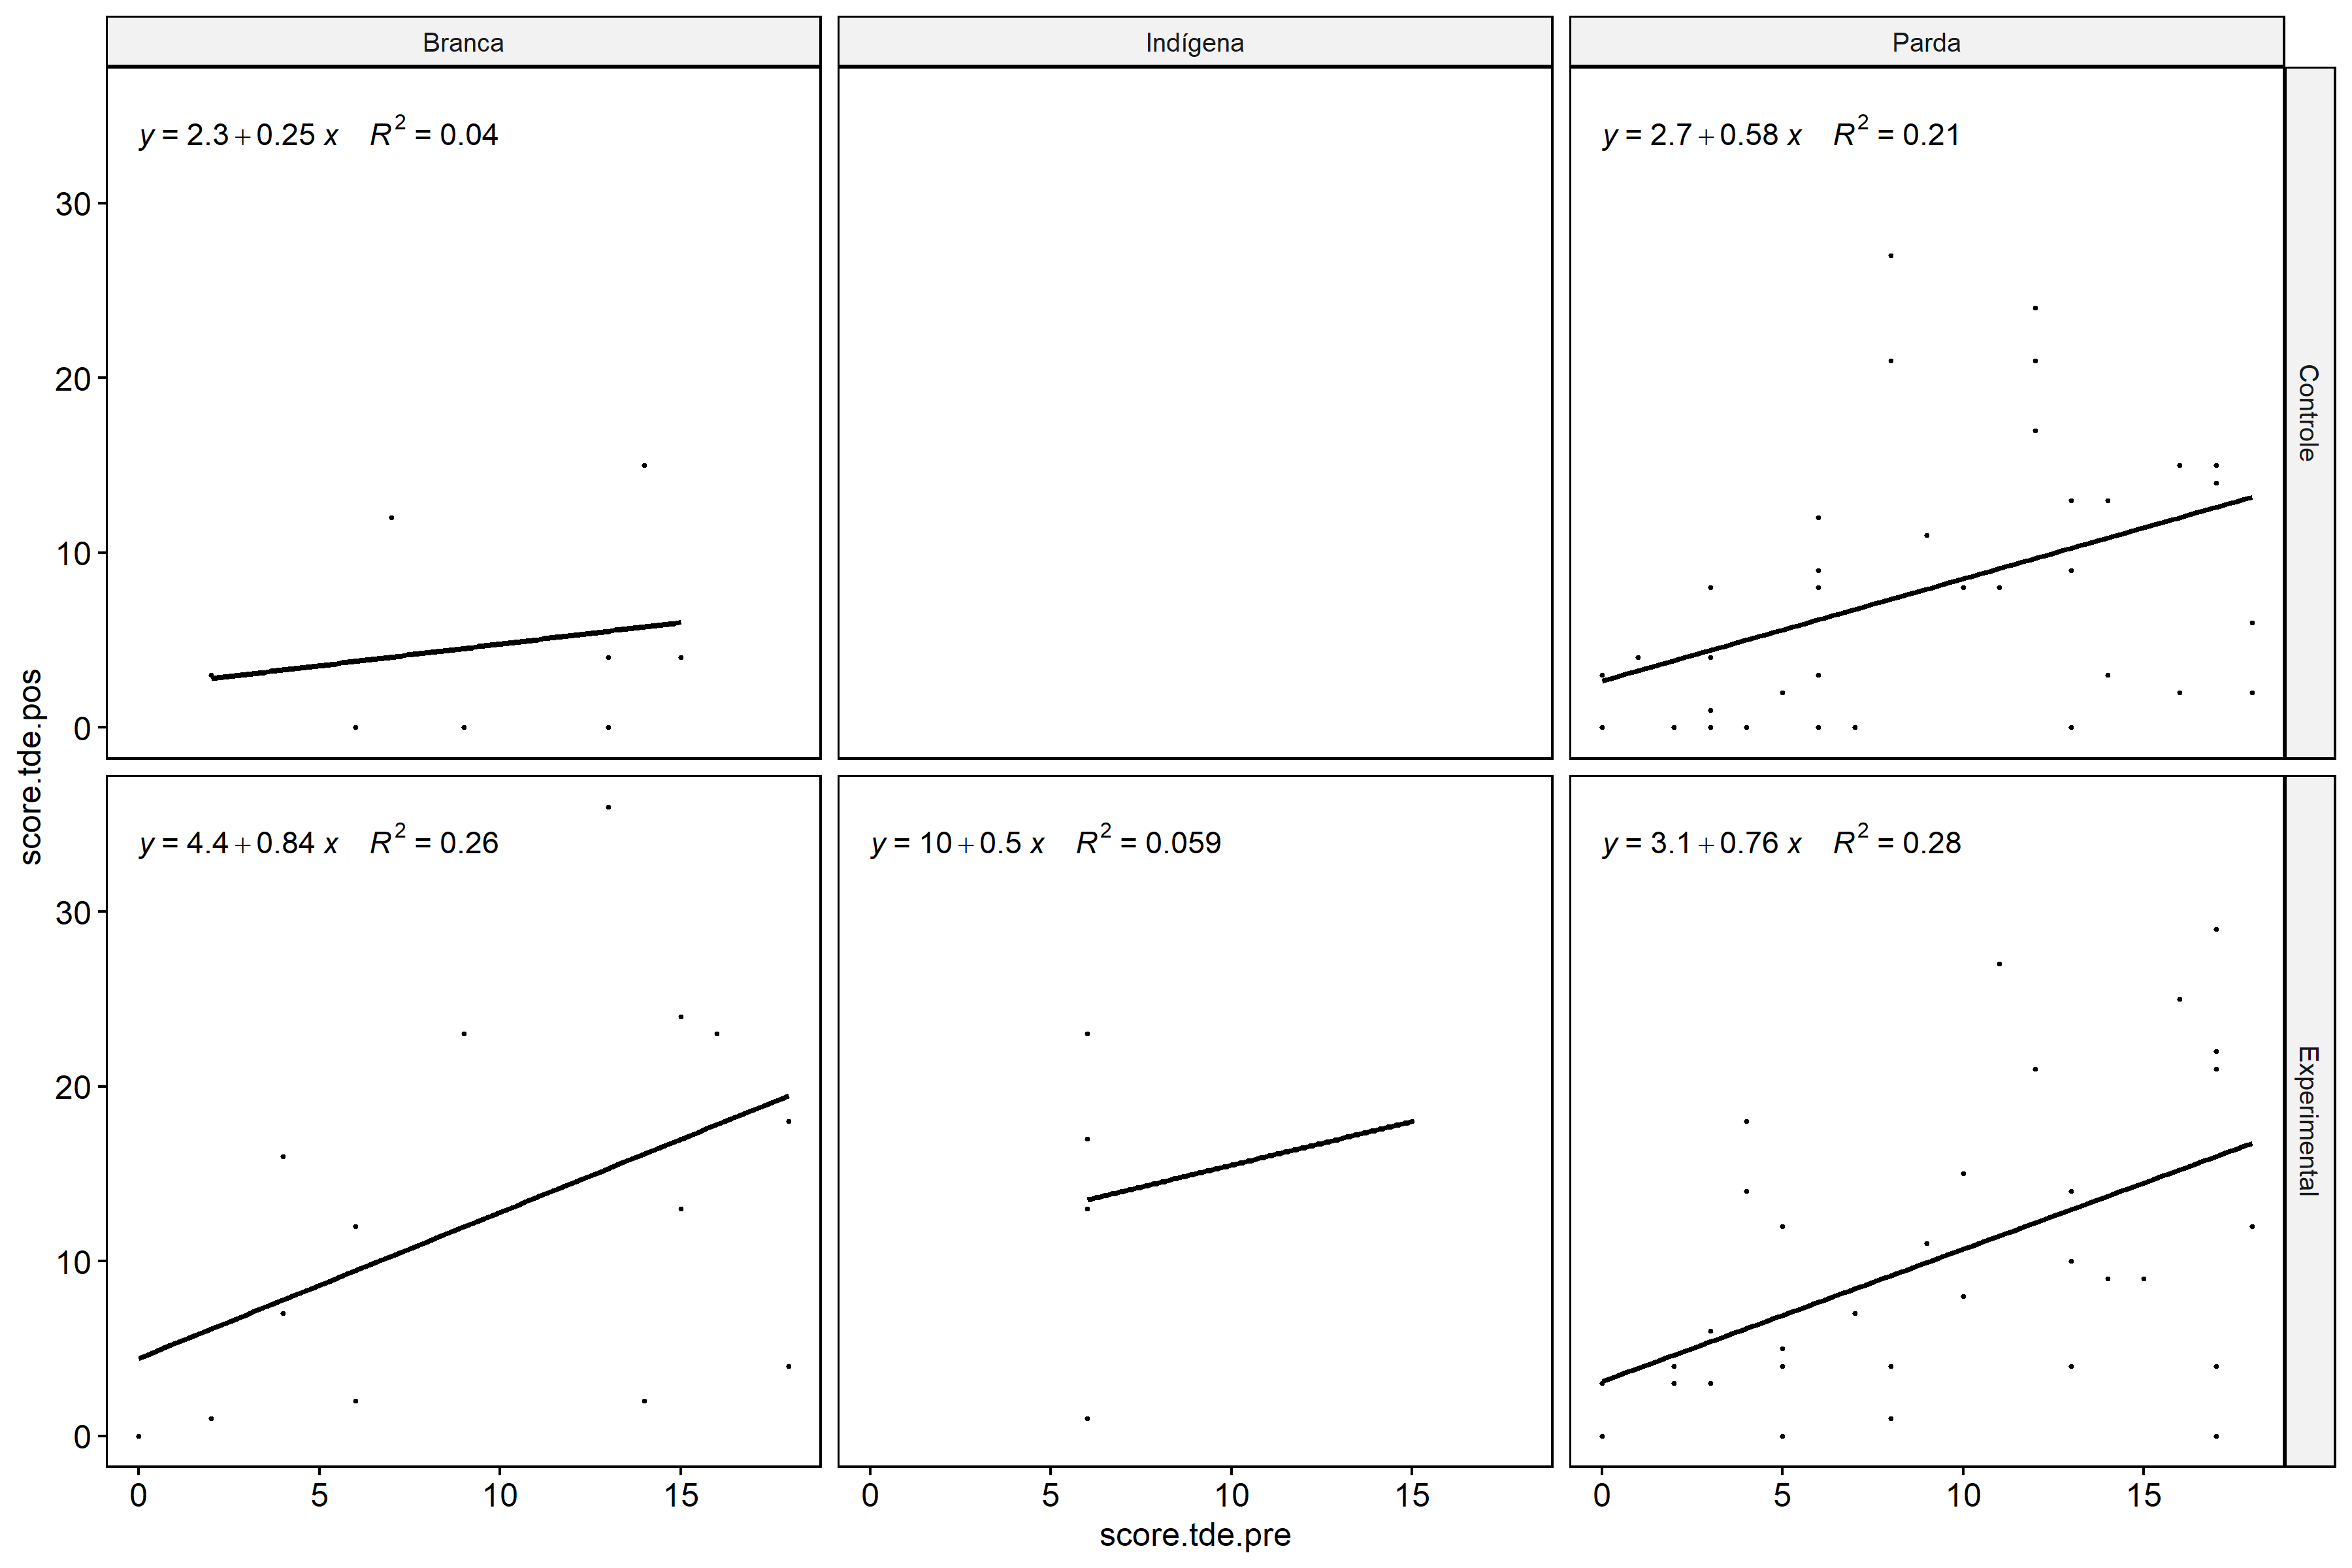 Branca Indígena Parda
y = 2.3 + 0.25 x R² = 0.04
y = 2.7 + 0.58 x R² = 0.21
30
20
10
0
Controle
score.tde.pos
y = 4.4 + 0.84 x R² = 0.26
y = 10 + 0.5 x R² = 0.059
y = 3.1 + 0.76 x R² = 0.28
30
20
10
0
Experimental
0 5 10 15 0 5 10 15 0 5 10 15
score.tde.pre